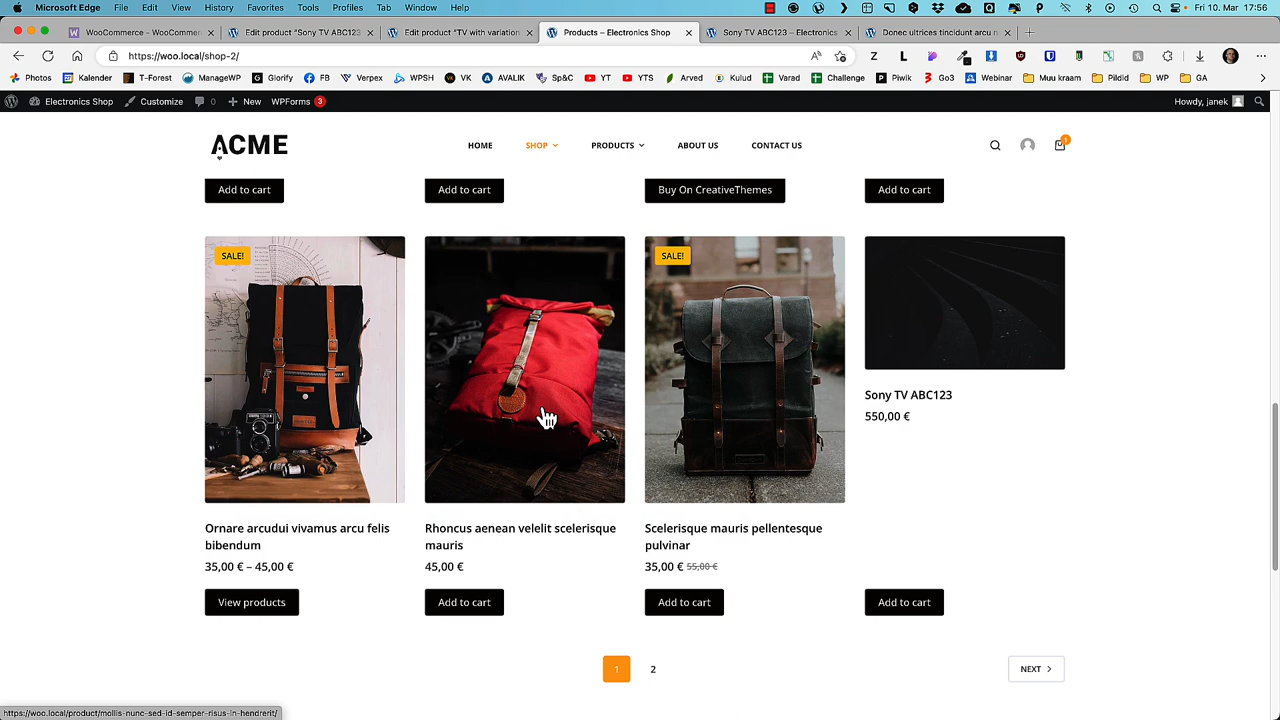 Microsoft Edge File Edit View History Favorites Tools Profiles Tab Window Help Fri 10. Mar 17:56
WooCommerce ‹ WooCommerc Edit product "Sony TV ABC123 Edit product "TV with variation Products – Electronics Shop Sony TV ABC123 – Electronics Donec ultrices tincidunt arcu n
https://woo.local/shop-2/
Photos Kalender T-Forest ManageWP Glorify FB Verpex WPSH VK AVALIK Sp&C YT YTS Arved Kulud Varad Challenge Piwik Go3 Webinar Muu kraam Pildid WP GA
Electronics Shop Customize 0 New WPForms 3 Howdy, janek
ACME HOME SHOP PRODUCTS ABOUT US CONTACT US 1
Add to cart Add to cart Buy On CreativeThemes Add to cart
SALE! SALE!
Sony TV ABC123
550,00 €
Ornare arcudui vivamus arcu felis Rhoncus aenean velelit scelerisque Scelerisque mauris pellentesque
bibendum mauris pulvinar
35,00 € – 45,00 € 45,00 € 35,00 € 55,00 €
View products Add to cart Add to cart Add to cart
1 2 NEXT
https://woo.local/product/mollis-nunc-sed-id-semper-risus-in-hendrerit/